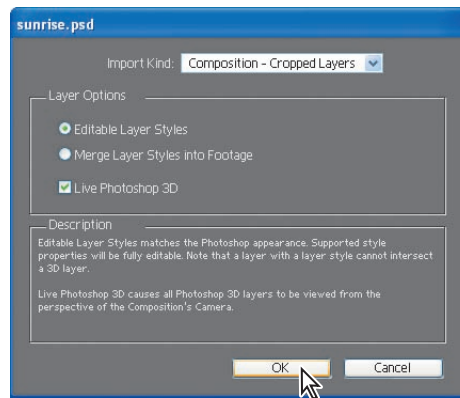 sunrise.psd
Import Kind: Composition - Cropped Layers
Layer Options
Editable Layer Styles
Merge Layer Styles into Footage
Live Photoshop 3D
Description
Editable Layer Styles matches the Photoshop appearance. Supported style
properties will be fully editable. Note that a layer with a layer style cannot intersect
a 3D layer.
Live Photoshop 3D causes all Photoshop 3D layers to be viewed from the
perspective of the Composition's Camera.
OK Cancel